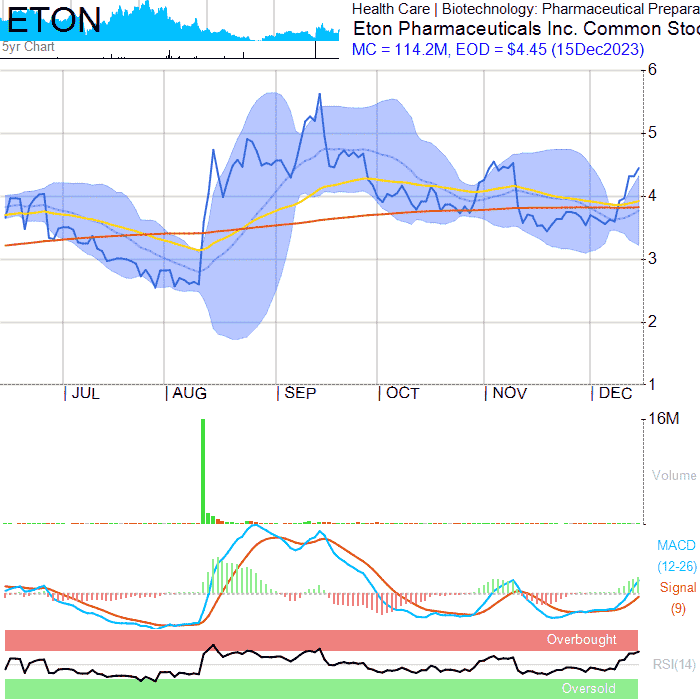 ETON
5yr Chart
Health Care | Biotechnology: Pharmaceutical Prepara
Eton Pharmaceuticals Inc. Common Stoc
MC = 114.2M, EOD = $4.45 (15Dec2023)
6
5
4
3
2
1
JUL AUG SEP OCT NOV DEC
16M
Volume
MACD
(12-26)
Signal
(9)
Overbought
RSI(14)
Oversold